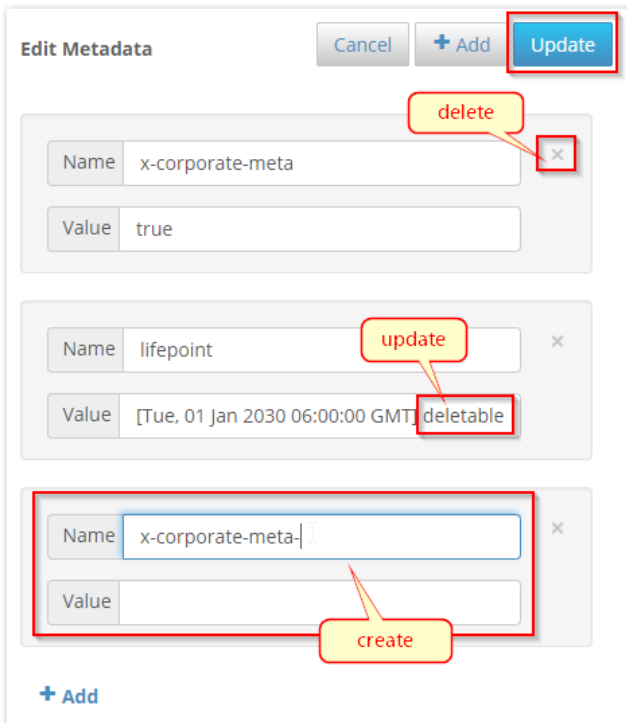 Edit Metadata Cancel + Add Update
delete
Name x-corporate-meta ×
Value true
update
Name lifepoint ×
Value [Tue, 01 Jan 2030 06:00:00 GMT] deletable
Name x-corporate-meta- ×
Value
create
+ Add